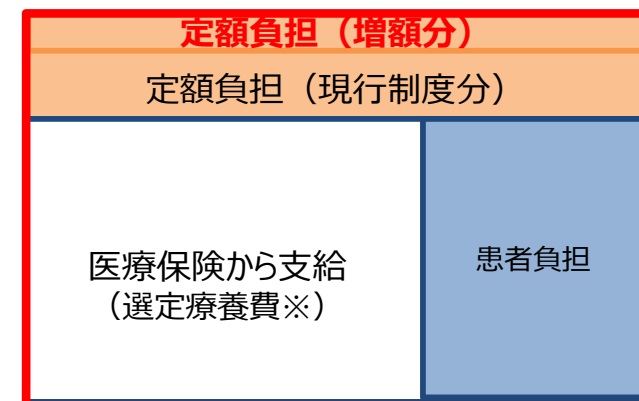 定額負担（増額分）
定額負担（現行制度分）
医療保険から支給
（選定療養費※）
患者負担